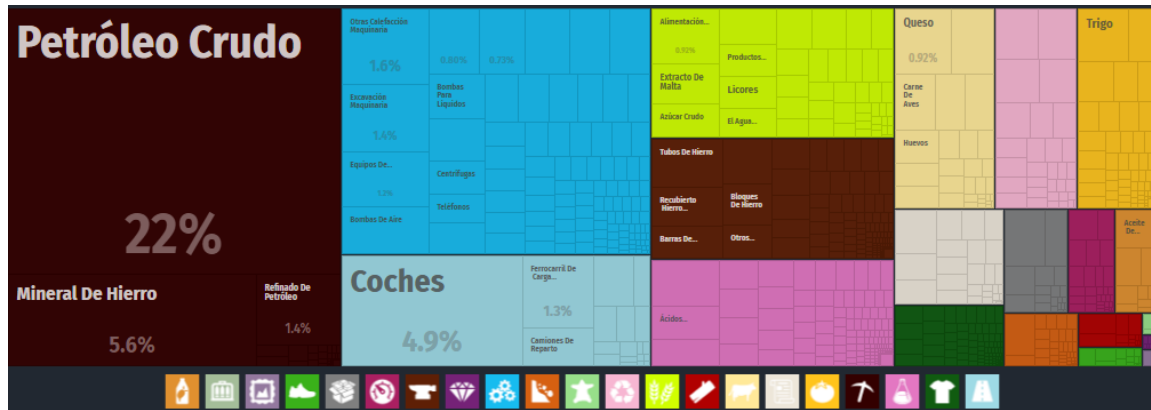 Petróleo Crudo
22%
Mineral De Hierro
5.6%
Refinado De
Petróleo
1.4%
Otras Calefacción
Maquinaria
1.6%
0.73%
Excavación
Maquinaria
1.4%
Bombas
Para
Líquidos
Equipos De...
Centrífugas
Teléfonos
Bombas De Aire
Coches
4.9%
Ferrocarril De
Carga...
1.3%
Camiones De
Reparto
Alimentación...
0.92%
Productos...
Extracto De
Malta
Licores
Azúcar Crudo
El Agua...
Tubos De Hierro
Recubierto
Hierro...
Bloques
De Hierro
Barras De...
Otros...
Ácidos...
Queso
0.92%
Carne
De
Aves
Huevos
Trigo
Aceite
De...